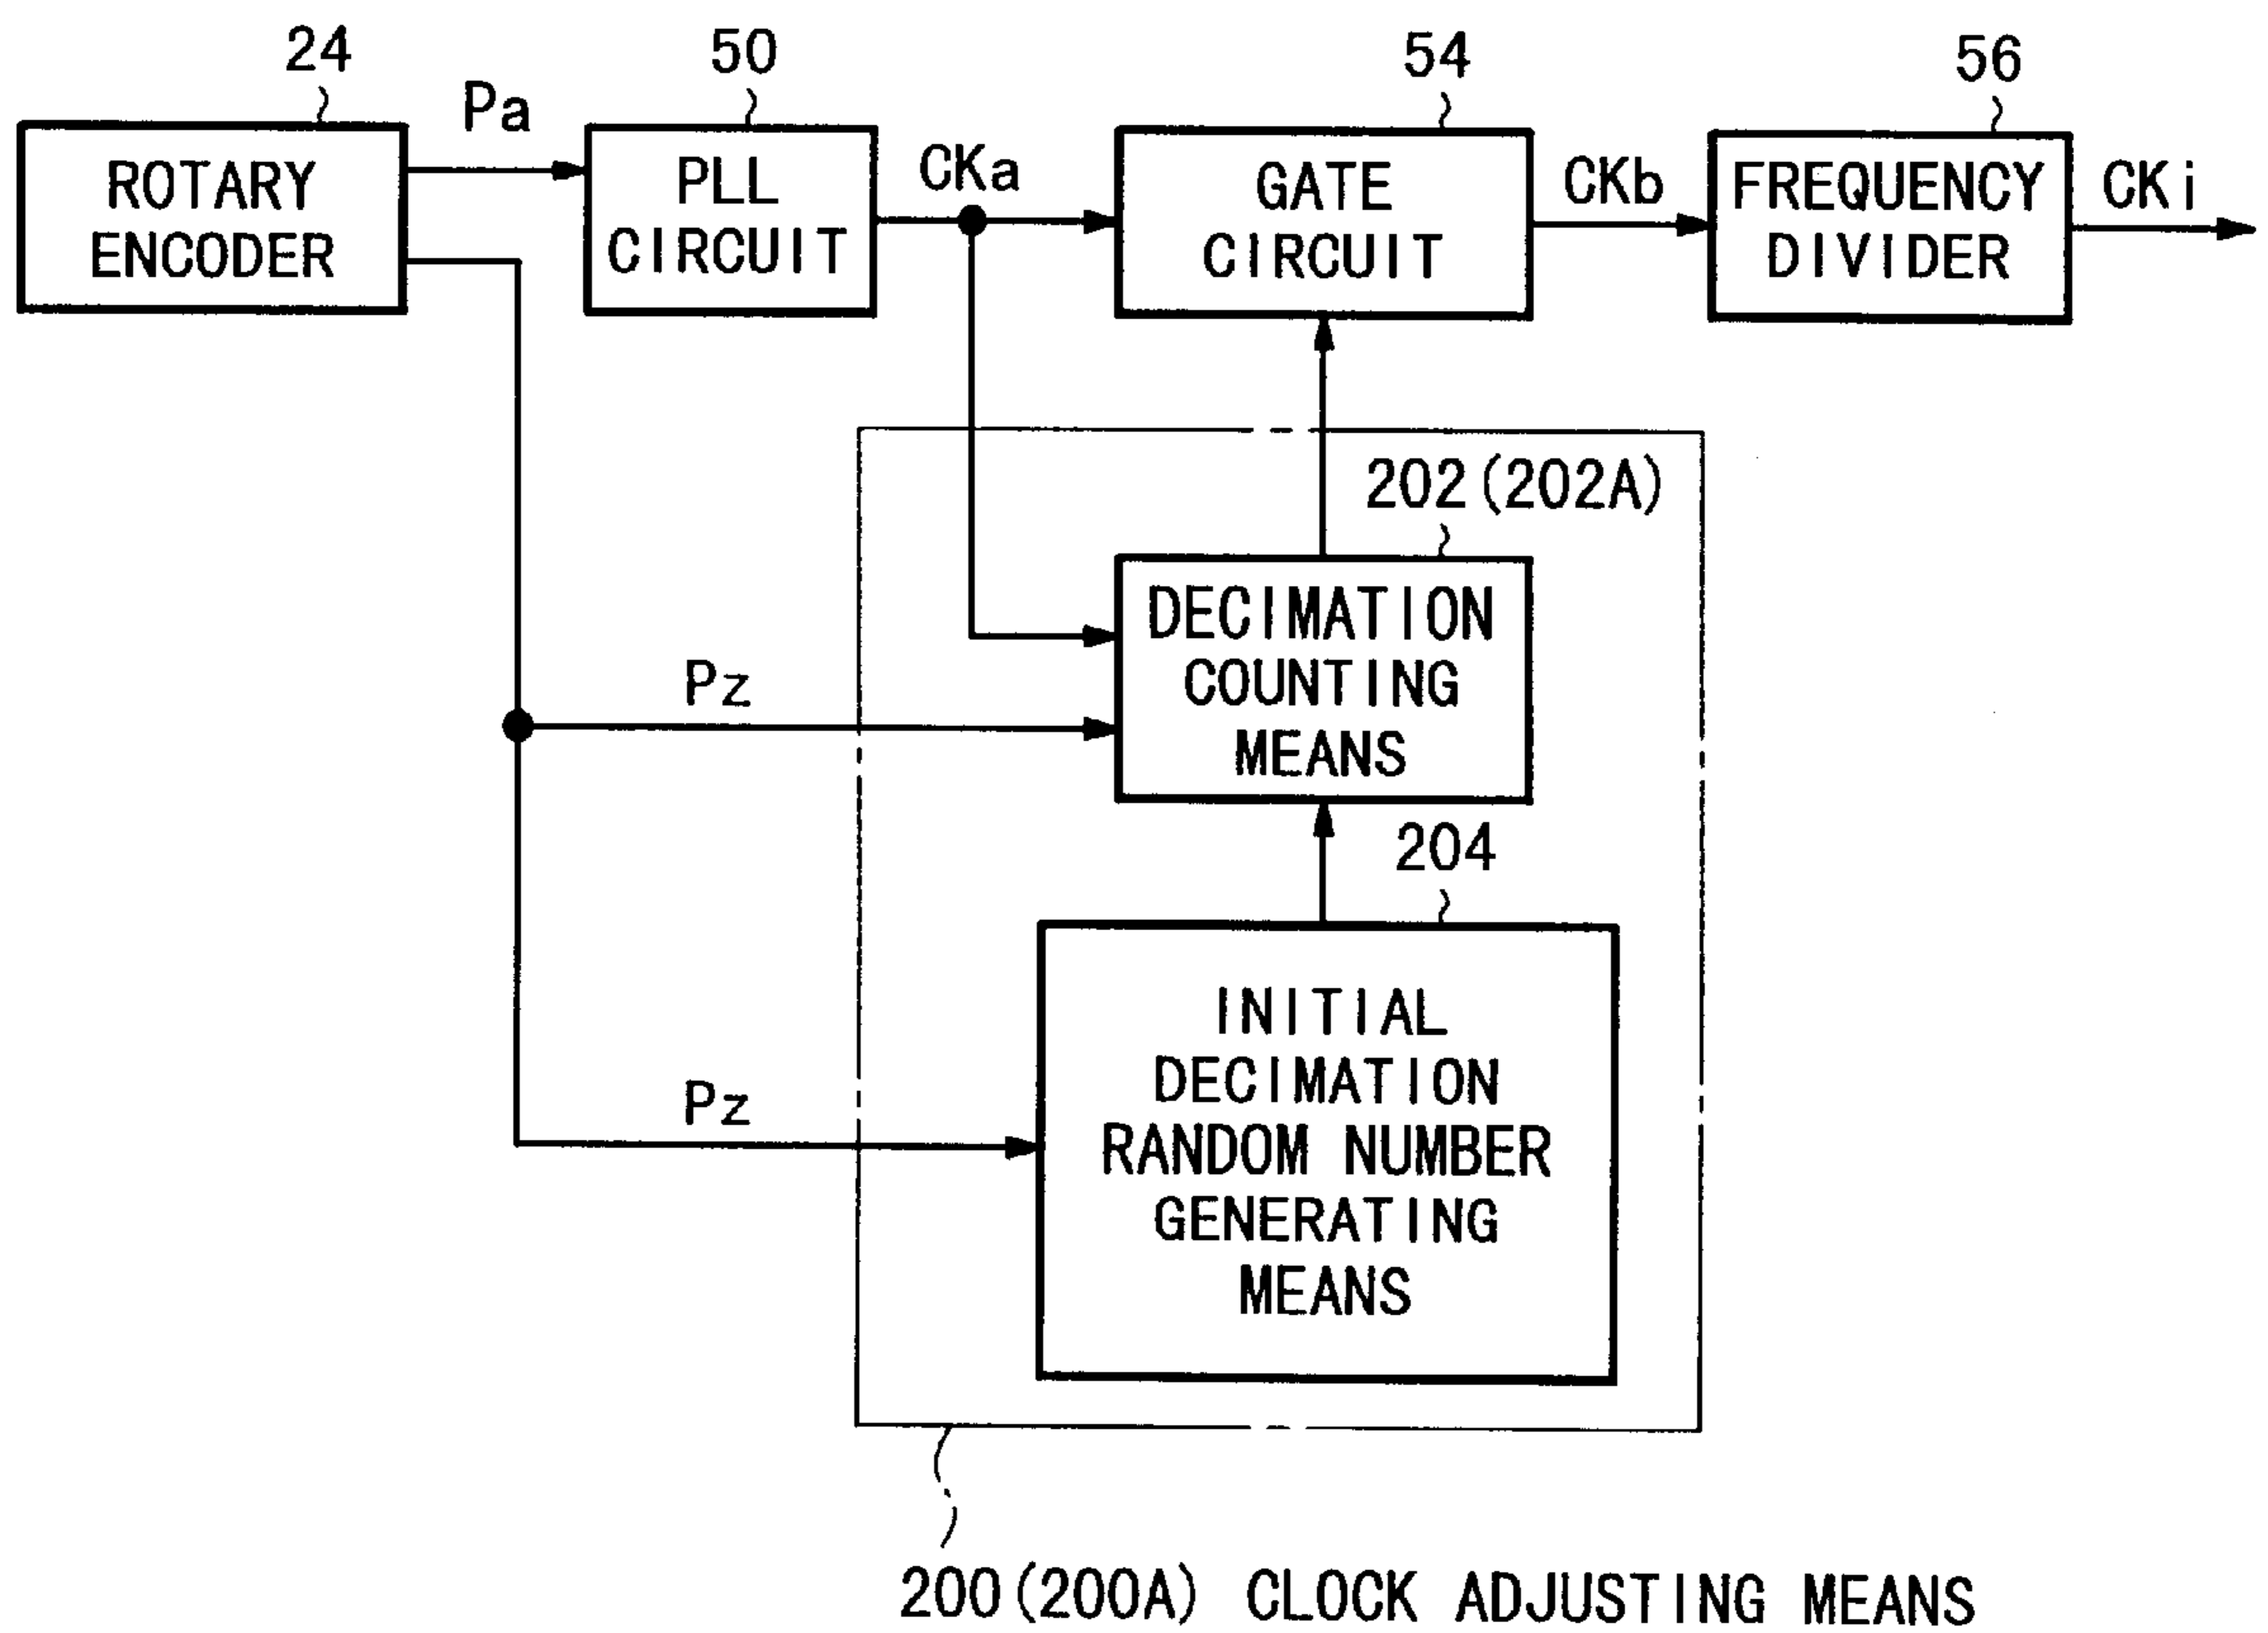 24
50
54
56
Pa
CKa
CKb
CKi
ROTARY
ENCODER
PLL
CIRCUIT
GATE
CIRCUIT
FREQUENCY
DIVIDER
202(202A)
DECIMATION
COUNTING
MEANS
Pz
204
INITIAL
DECIMATION
RANDOM NUMBER
GENERATING
MEANS
Pz
200(200A) CLOCK ADJUSTING MEANS